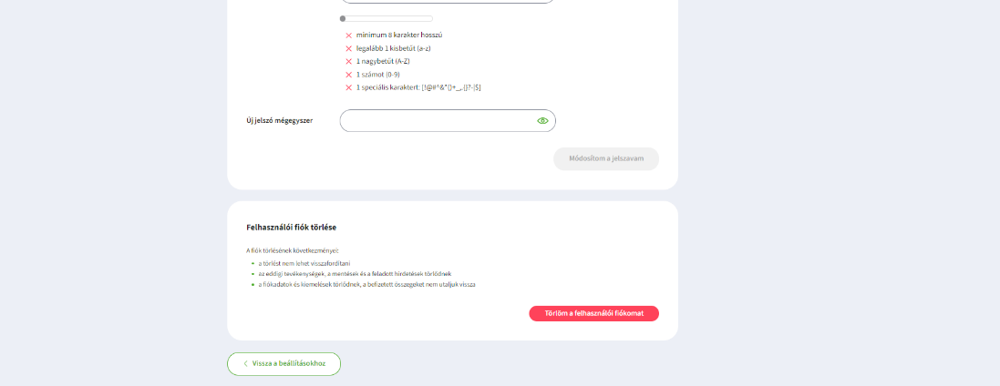 minimum 8 karakter hosszú
legalább 1 kisbetűt (a-z)
1 nagybetűt (A-Z)
1 számot (0-9)
1 speciális karaktert: [!@#^&*()+_,.{}?-|$]
Új jelszó mégegyszer
Módosítom a jelszavam
Felhasználói fiók törlése
A fiók törlésének következményei:
a törlést nem lehet visszafordítani
az eddigi tevékenységek, a mentések és a feladott hirdetések törlődnek
a fiókadatok és kiemelések törlődnek, a befizetett összegeket nem utaljuk vissza
Törlöm a felhasználói fiókomat
Vissza a beállításokhoz